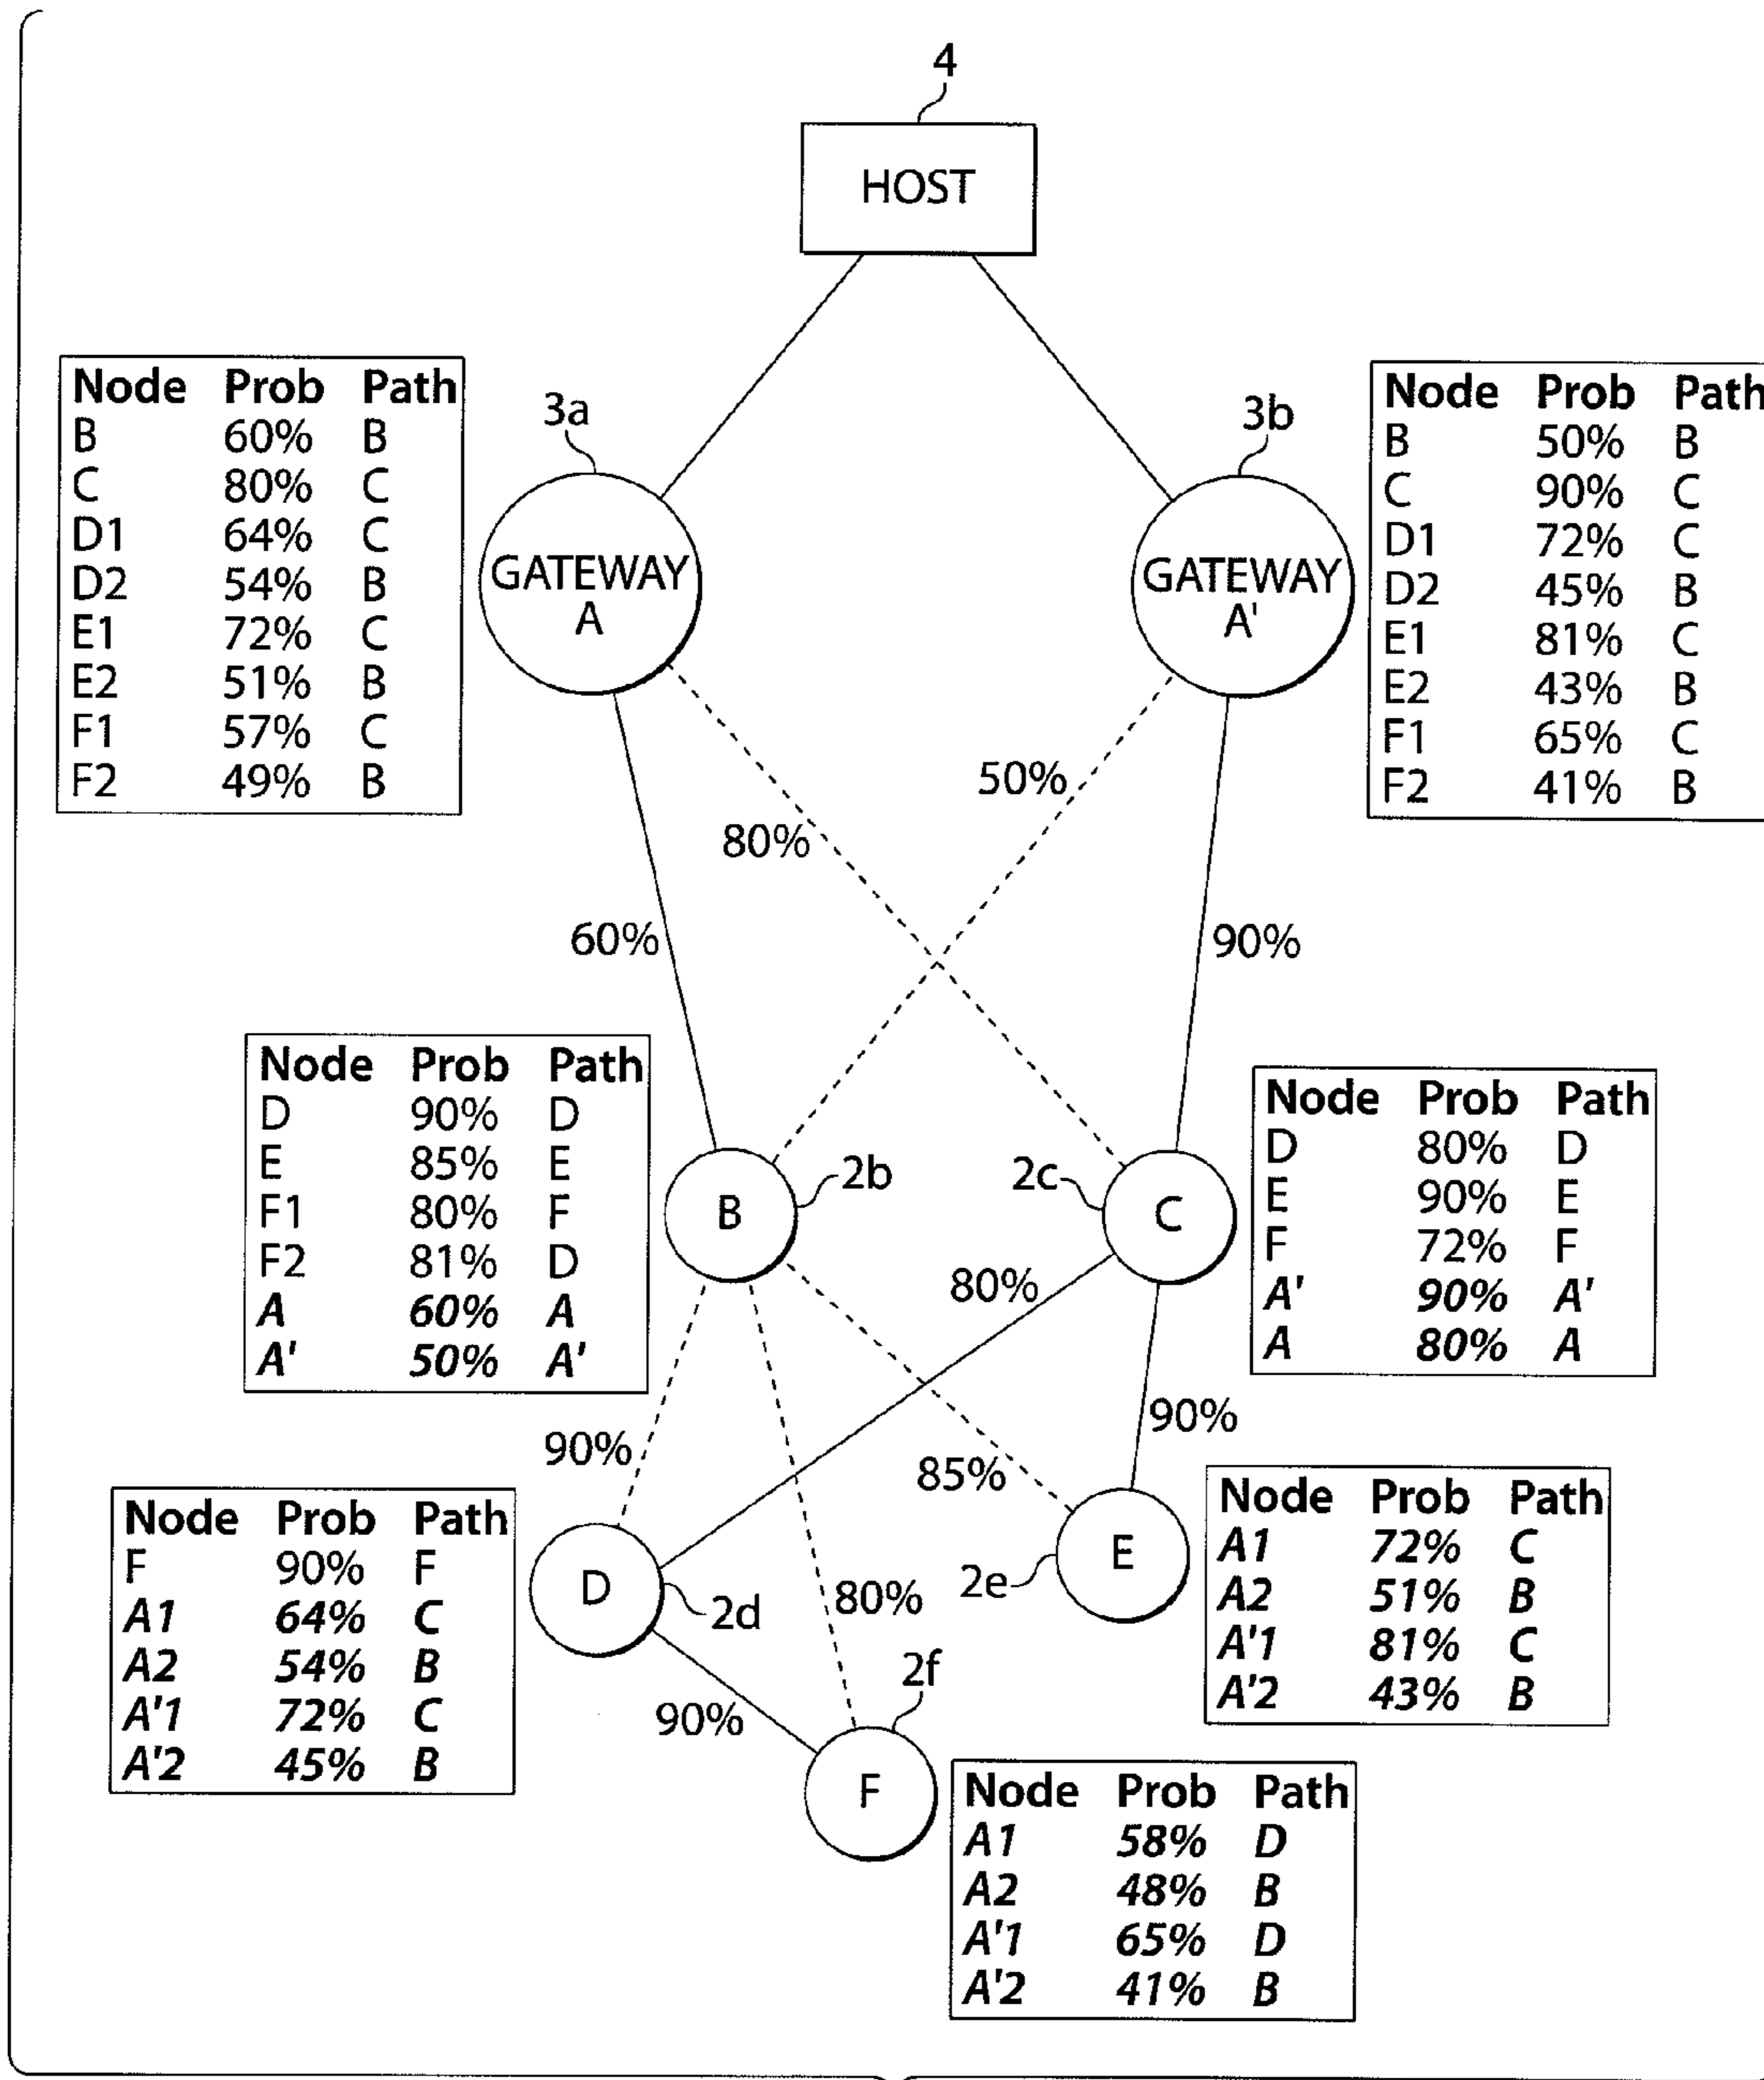 4
HOST
Node Prob Path
B 60% B
C 80% C
D1 64% C
D2 54% B
E1 72% C
E2 51% B
F1 57% C
F2 49% B
3a
GATEWAY
A
3b
GATEWAY
A'
Node Prob Path
B 50% B
C 90% C
D1 72% C
D2 45% B
E1 81% C
E2 43% B
F1 65% C
F2 41% B
50%
80%
60%
90%
Node Prob Path
D 90% D
E 85% E
F1 80% F
F2 81% D
A 60% A
A' 50% A'
B
2b
2c
C
Node Prob Path
D 80% D
E 90% E
F 72% F
A' 90% A'
A 80% A
80%
90%
90%
85%
80%
90%
Node Prob Path
F 90% F
A1 64% C
A2 54% B
A'1 72% C
A'2 45% B
D
2d
E
2e
Node Prob Path
A1 72% C
A2 51% B
A'1 81% C
A'2 43% B
2f
F
Node Prob Path
A1 58% D
A2 48% B
A'1 65% D
A'2 41% B